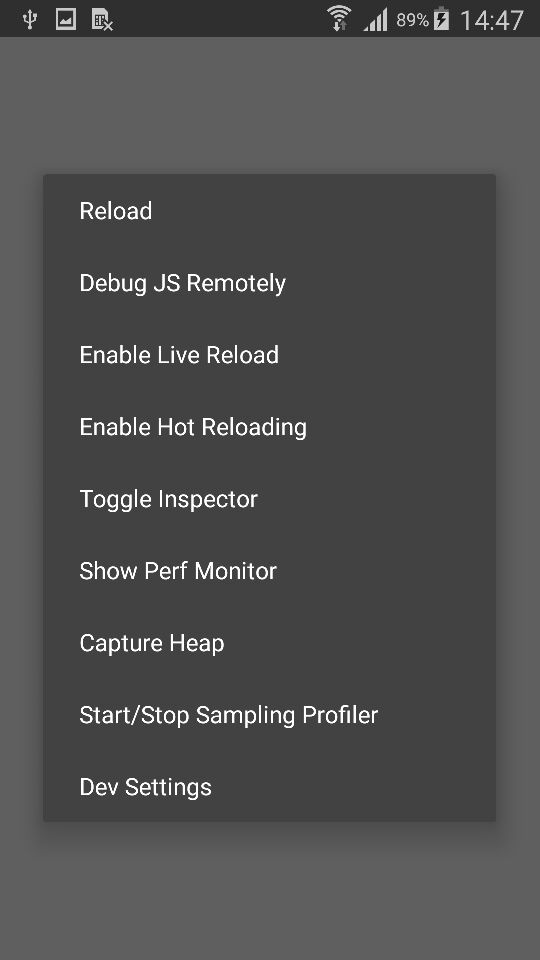 89% 14:47
Reload
Debug JS Remotely
Enable Live Reload
Enable Hot Reloading
Toggle Inspector
Show Perf Monitor
Capture Heap
Start/Stop Sampling Profiler
Dev Settings